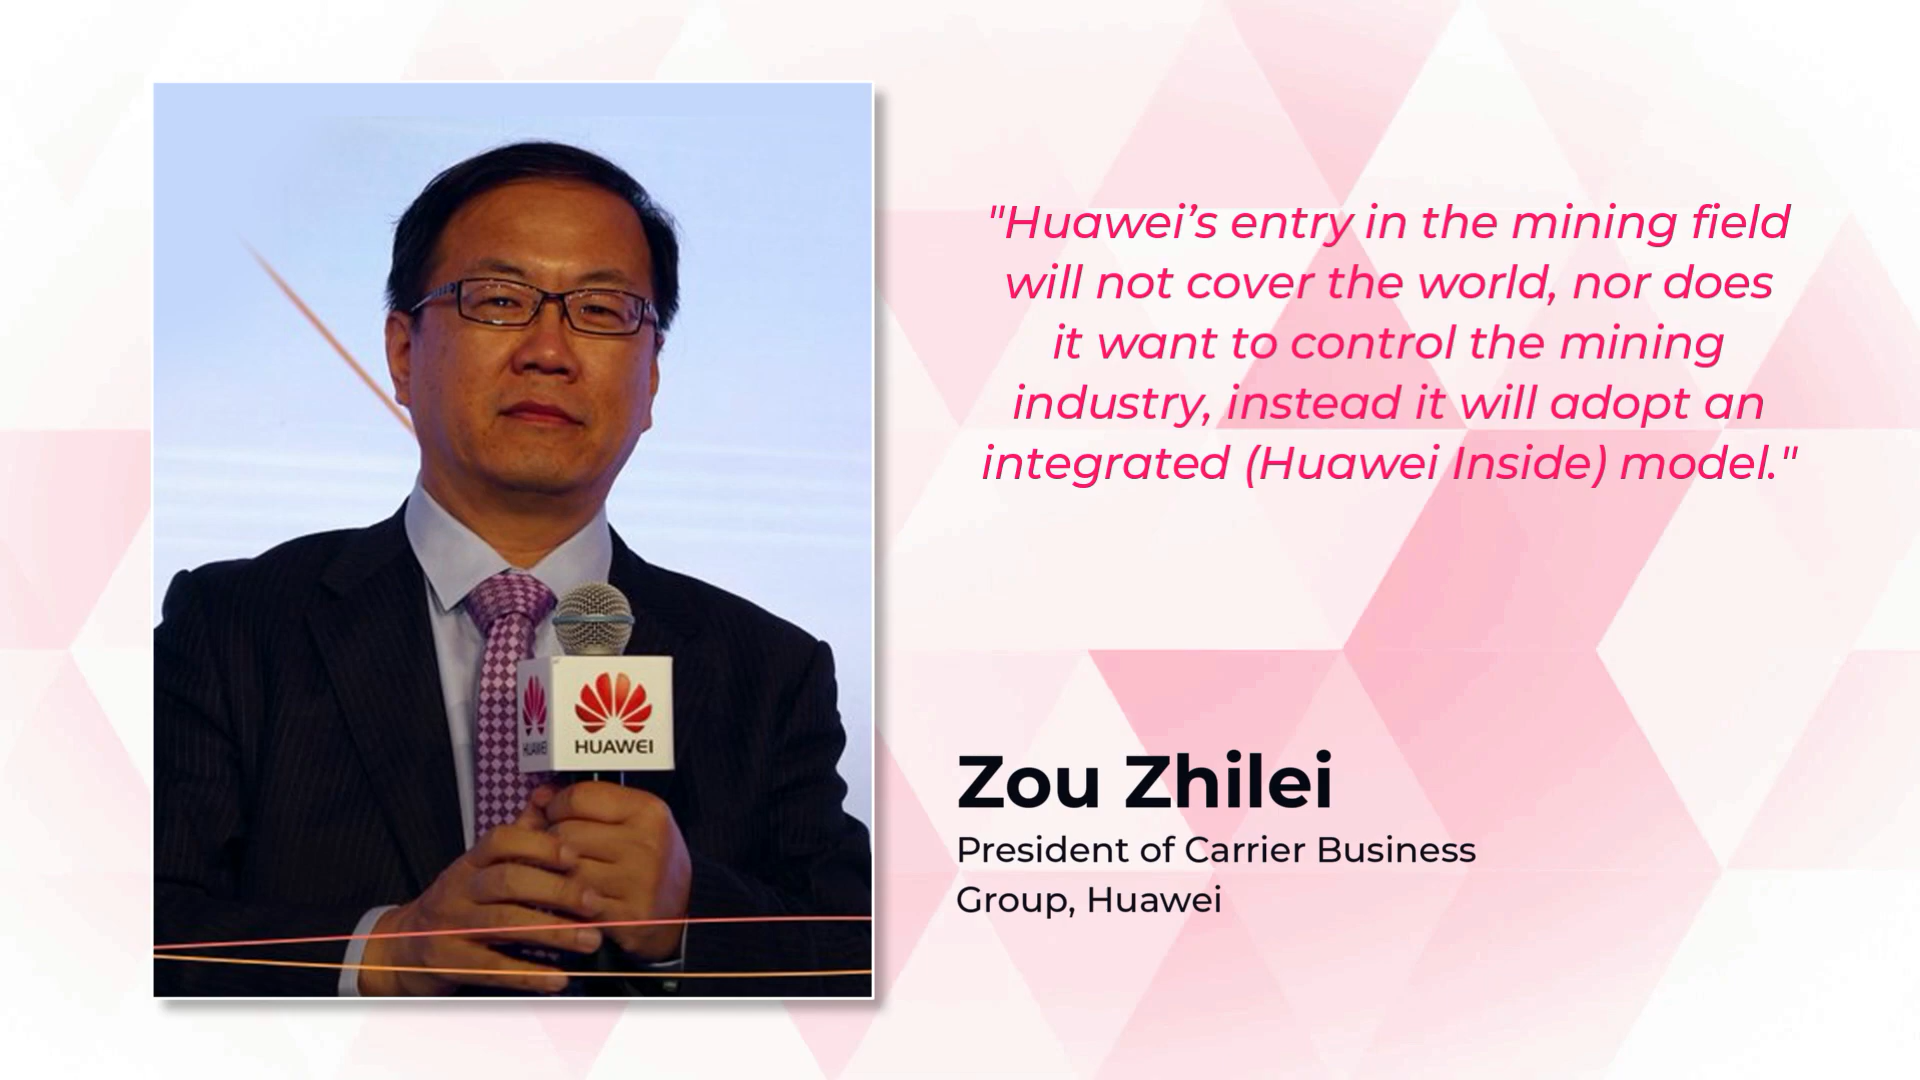 "Huawei’s entry in the mining field
will not cover the world, nor does
it want to control the mining
industry, instead it will adopt an
integrated (Huawei Inside) model."
HUAWEI
HUAWEI
Zou Zhilei
President of Carrier Business
Group, Huawei